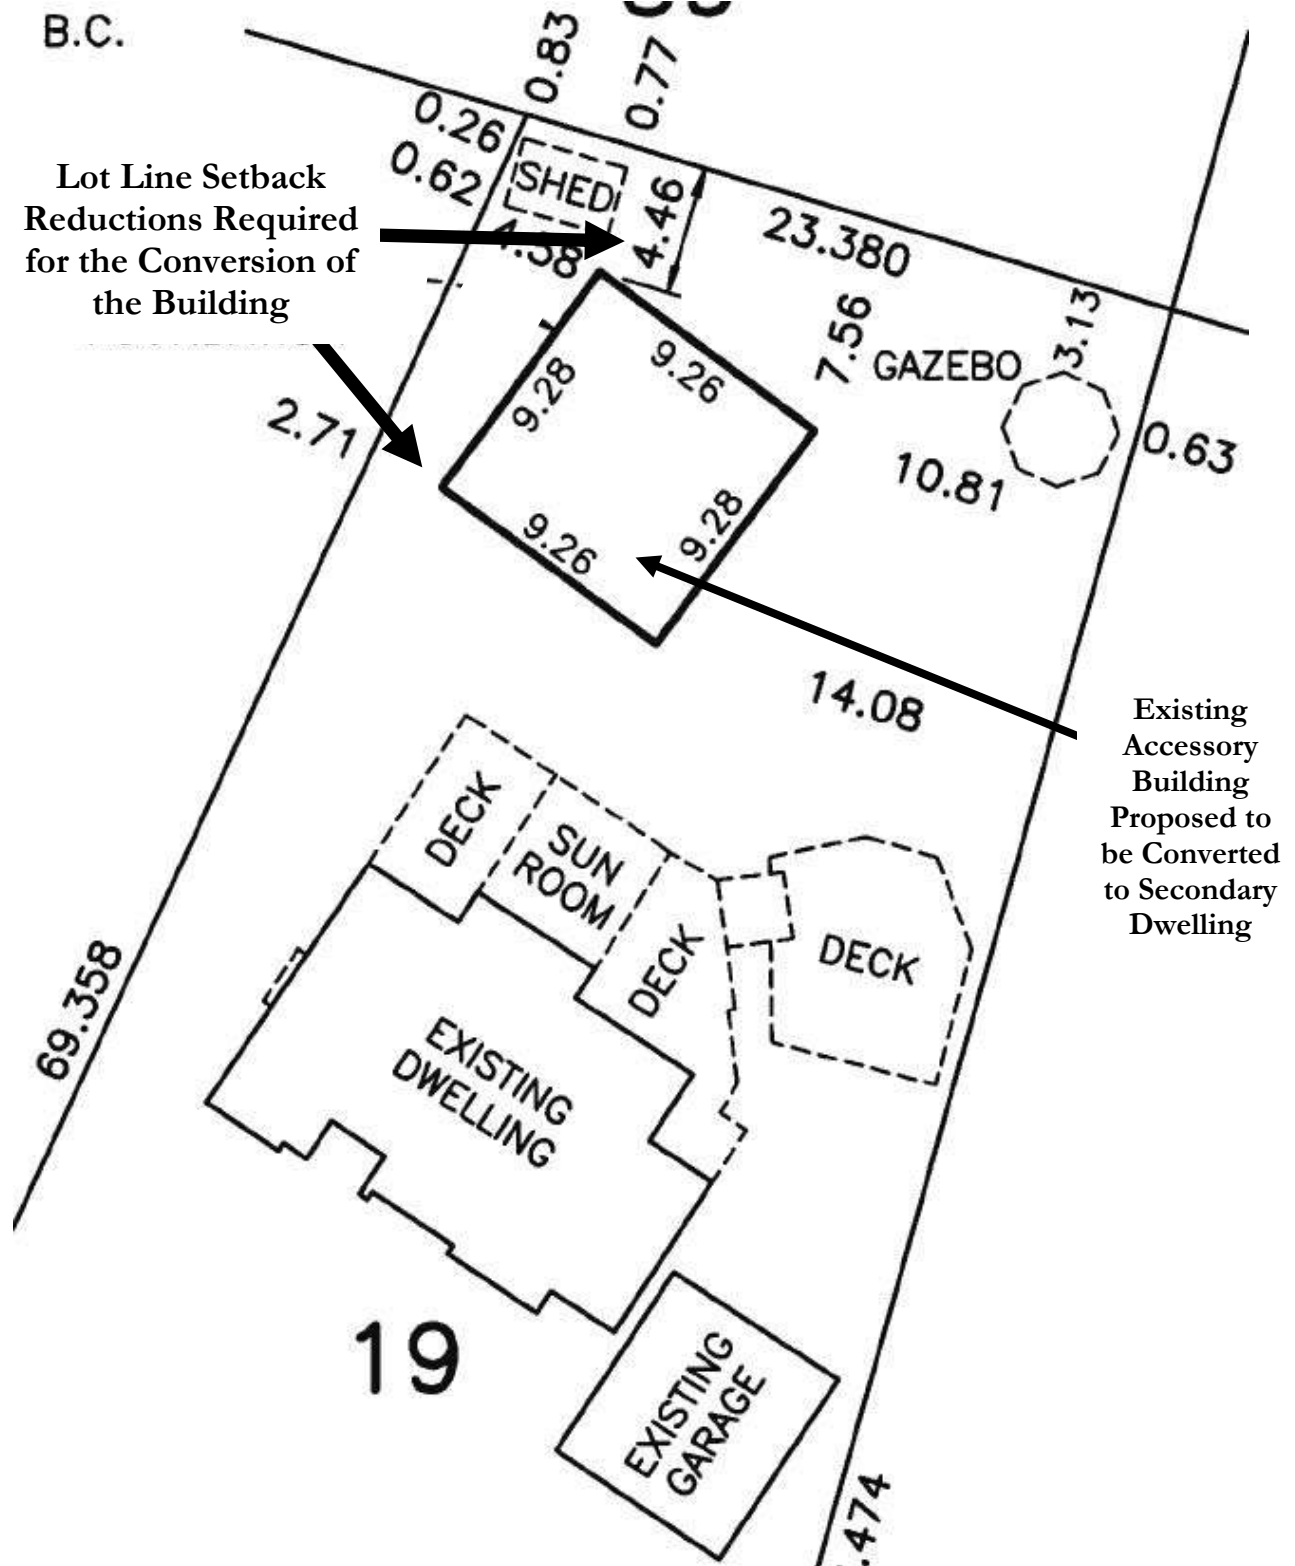 B.C.
0.83
0.77
0.26
0.62
SHED
4.46
4.58
23.380
Lot Line Setback
Reductions Required
for the Conversion of
the Building
7.56
GAZEBO
3.13
0.63
10.81
2.71
9.28
9.26
9.26
9.28
14.08
Existing
Accessory
Building
Proposed to
be Converted
to Secondary
Dwelling
DECK
SUN
ROOM
DECK
DECK
69.358
EXISTING
DWELLING
19
EXISTING
GARAGE
.474